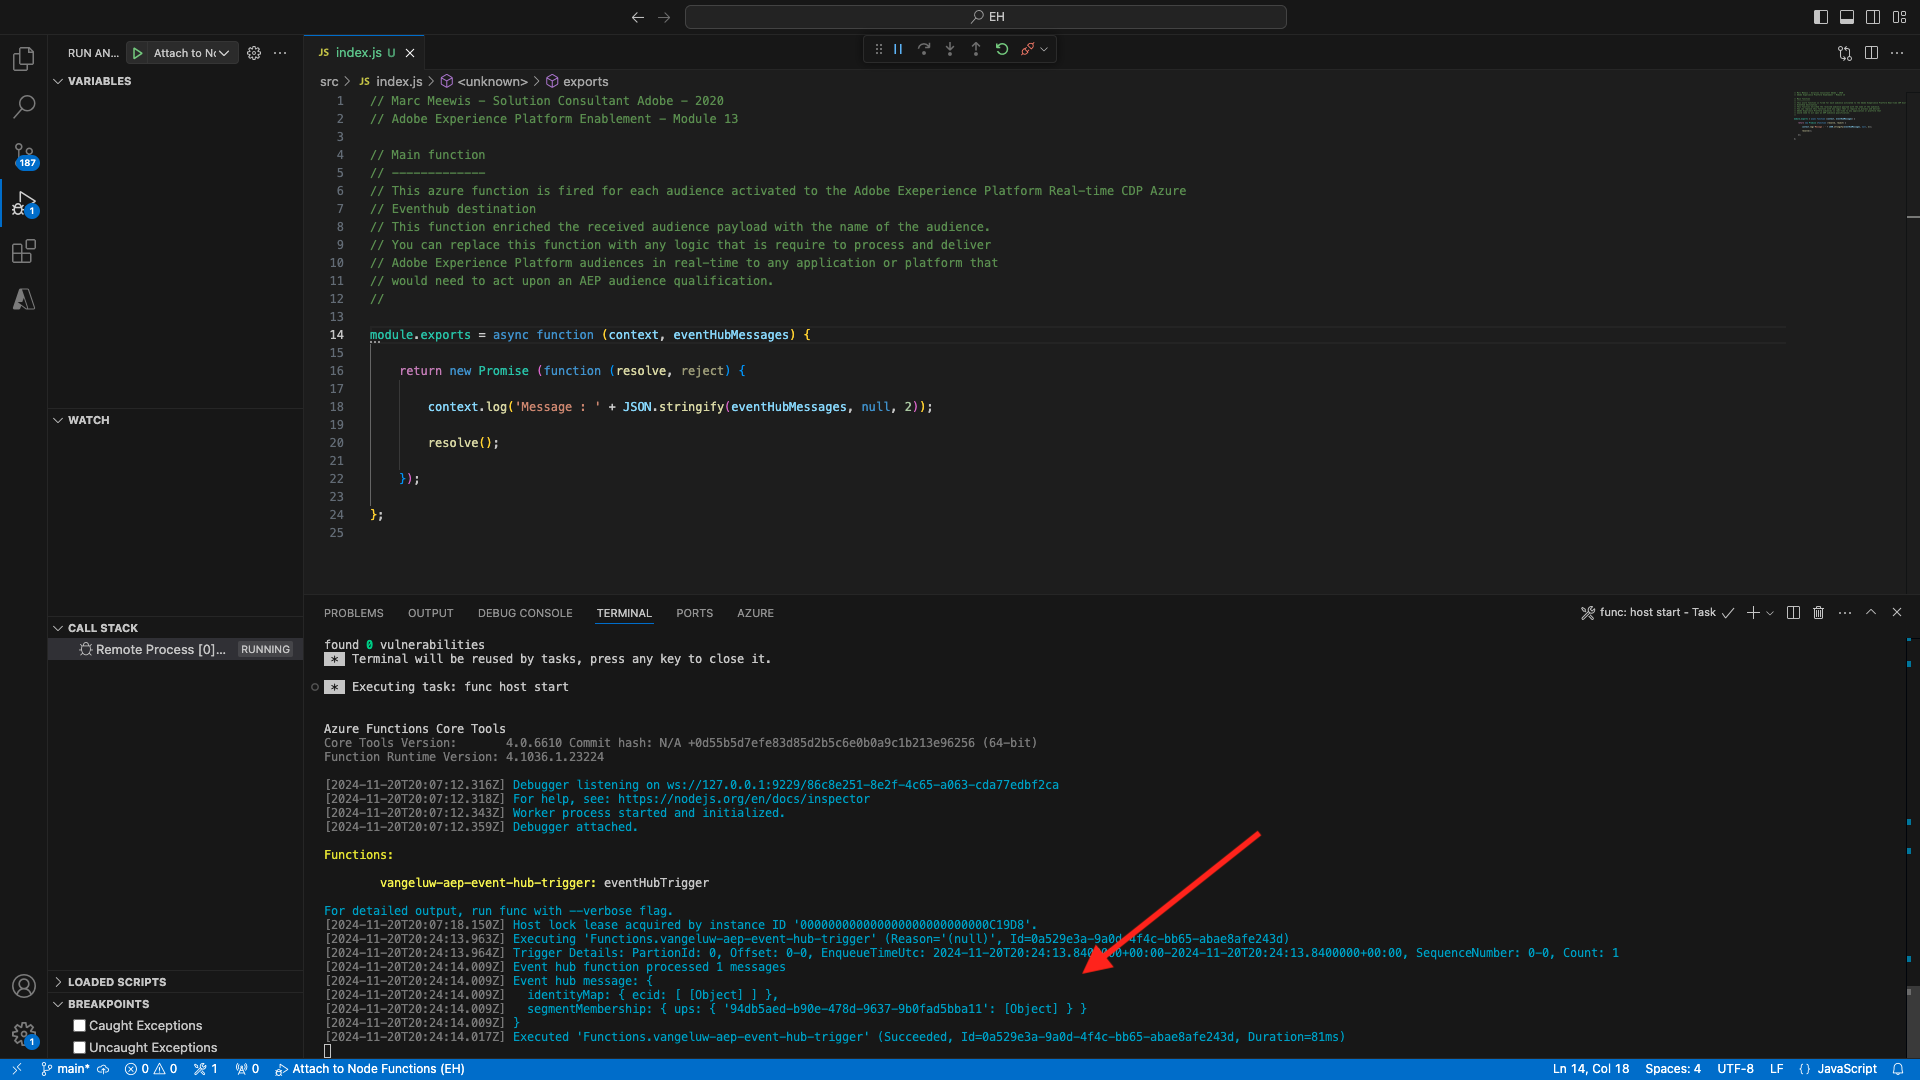 EH
RUN AN...
Attach to Nc
JS index.js U
src > JS index.js > <unknown> > exports
VARIABLES
187
1
WATCH
CALL STACK
Remote Process [0]... RUNNING
LOADED SCRIPTS
BREAKPOINTS
Caught Exceptions
Uncaught Exceptions
1
1 // Marc Meewis - Solution Consultant Adobe - 2020
2 // Adobe Experience Platform Enablement - Module 13
3
4 // Main function
5 // -------------
6 // This azure function is fired for each audience activated to the Adobe Exeperience Platform Real-time CDP Azure
7 // Eventhub destination
8 // This function enriched the received audience payload with the name of the audience.
9 // You can replace this function with any logic that is require to process and deliver
10 // Adobe Experience Platform audiences in real-time to any application or platform that
11 // would need to act upon an AEP audience qualification.
12 //
13
14 module.exports = async function (context, eventHubMessages) {
15
16 return new Promise (function (resolve, reject) {
17
18 context.log('Message : ' + JSON.stringify(eventHubMessages, null, 2));
19
20 resolve();
21
22 });
23
24 };
25
PROBLEMS OUTPUT DEBUG CONSOLE TERMINAL PORTS AZURE
func: host start - Task
found 0 vulnerabilities
* Terminal will be reused by tasks, press any key to close it.
* Executing task: func host start
Azure Functions Core Tools
Core Tools Version: 4.0.6610 Commit hash: N/A +0d55b5d7efe83d85d2b5c6e0b0a9c1b213e96256 (64-bit)
Function Runtime Version: 4.1036.1.23224
[2024-11-20T20:07:12.316Z] Debugger listening on ws://127.0.0.1:9229/86c8e251-8e2f-4c65-a063-cda77edbf2ca
[2024-11-20T20:07:12.318Z] For help, see: https://nodejs.org/en/docs/inspector
[2024-11-20T20:07:12.343Z] Worker process started and initialized.
[2024-11-20T20:07:12.359Z] Debugger attached.
Functions:
vangeluw-aep-event-hub-trigger: eventHubTrigger
For detailed output, run func with --verbose flag.
[2024-11-20T20:07:18.150Z] Host lock lease acquired by instance ID '000000000000000000000000000C19D8'.
[2024-11-20T20:24:13.963Z] Executing 'Functions.vangeluw-aep-event-hub-trigger' (Reason='(null)', Id=0a529e3a-9a0d-4f4c-bb65-abae8afe243d)
[2024-11-20T20:24:13.964Z] Trigger Details: PartionId: 0, Offset: 0-0, EnqueueTimeUtc: 2024-11-20T20:24:13.8400000+00:00-2024-11-20T20:24:13.8400000+00:00, SequenceNumber: 0-0, Count: 1
[2024-11-20T20:24:14.009Z] Event hub function processed 1 messages
[2024-11-20T20:24:14.009Z] Event hub message: {
[2024-11-20T20:24:14.009Z] identityMap: { ecid: [ [Object] ] },
[2024-11-20T20:24:14.009Z] segmentMembership: { ups: { '94db5aed-b90e-478d-9637-9b0fad5bba11': [Object] } }
[2024-11-20T20:24:14.009Z] }
[2024-11-20T20:24:14.017Z] Executed 'Functions.vangeluw-aep-event-hub-trigger' (Succeeded, Id=0a529e3a-9a0d-4f4c-bb65-abae8afe243d, Duration=81ms)
main* 0 0 1 0 Attach to Node Functions (EH)
Ln 14, Col 18 Spaces: 4 UTF-8 LF {} JavaScript